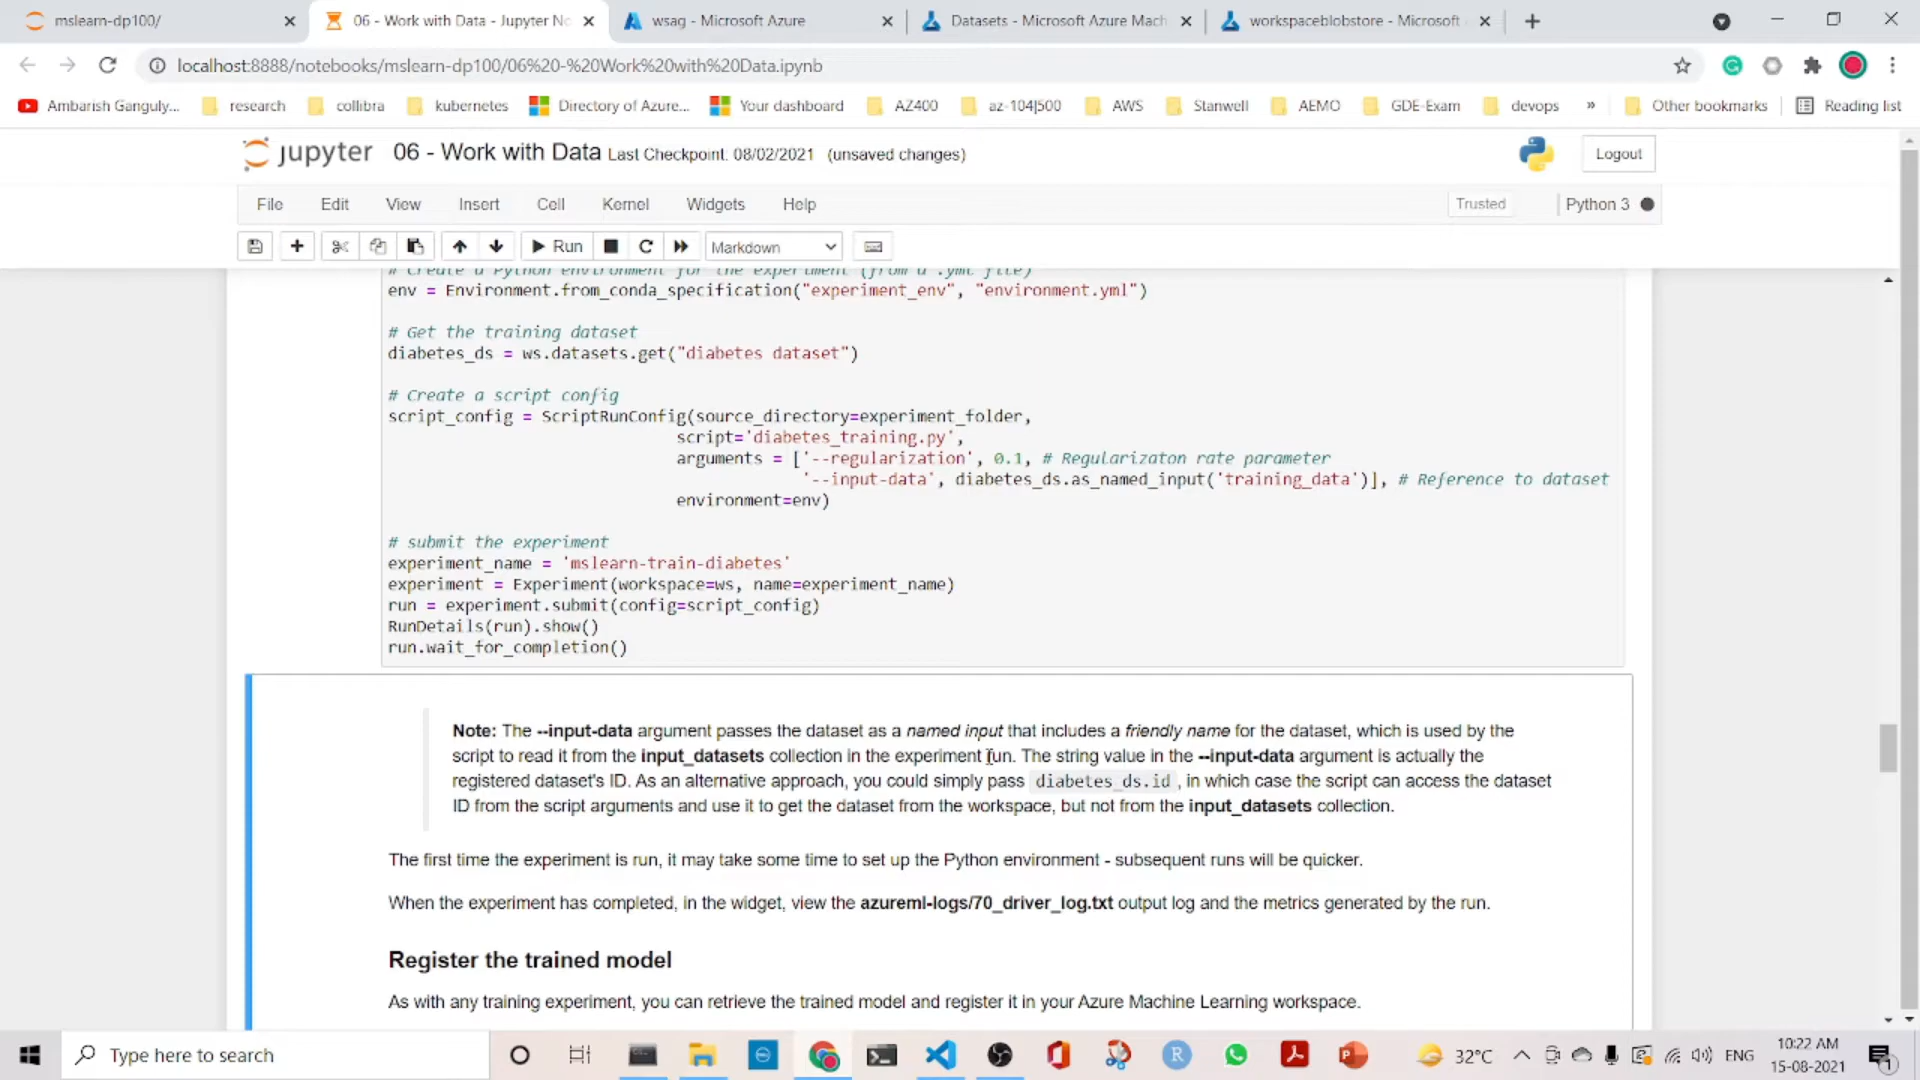 mslearn-dp100/
06 - Work with Data - Jupyter No
wsag - Microsoft Azure
Datasets - Microsoft Azure Mach
workspaceblobstore - Microsoft
localhost:8888/notebooks/mslearn-dp100/06%20-%20Work%20with%20Data.ipynb
Ambarish Ganguly...
research
collibra
kubernetes
Directory of Azure...
Your dashboard
AZ400
az-104|500
AWS
Stanwell
AEMO
GDE-Exam
devops
»
Other bookmarks
Reading list
jupyter 06 - Work with Data Last Checkpoint: 08/02/2021 (unsaved changes)
Logout
File Edit View Insert Cell Kernel Widgets Help
Trusted
Python 3
Run
Markdown
# Create a Python environment for the experiment (from a .yml file)
env = Environment.from_conda_specification("experiment_env", "environment.yml")
# Get the training dataset
diabetes_ds = ws.datasets.get("diabetes dataset")
# Create a script config
script_config = ScriptRunConfig(source_directory=experiment_folder,
script='diabetes_training.py',
arguments = ['--regularization', 0.1, # Regularizaton rate parameter
'--input-data', diabetes_ds.as_named_input('training_data')], # Reference to dataset
environment=env)
# submit the experiment
experiment_name = 'mslearn-train-diabetes'
experiment = Experiment(workspace=ws, name=experiment_name)
run = experiment.submit(config=script_config)
RunDetails(run).show()
run.wait_for_completion()
Note: The --input-data argument passes the dataset as a named input that includes a friendly name for the dataset, which is used by the
script to read it from the input_datasets collection in the experiment run. The string value in the --input-data argument is actually the
registered dataset's ID. As an alternative approach, you could simply pass diabetes_ds.id , in which case the script can access the dataset
ID from the script arguments and use it to get the dataset from the workspace, but not from the input_datasets collection.
The first time the experiment is run, it may take some time to set up the Python environment - subsequent runs will be quicker.
When the experiment has completed, in the widget, view the azureml-logs/70_driver_log.txt output log and the metrics generated by the run.
Register the trained model
As with any training experiment, you can retrieve the trained model and register it in your Azure Machine Learning workspace.
Type here to search
32°C
ENG
10:22 AM
15-08-2021
1